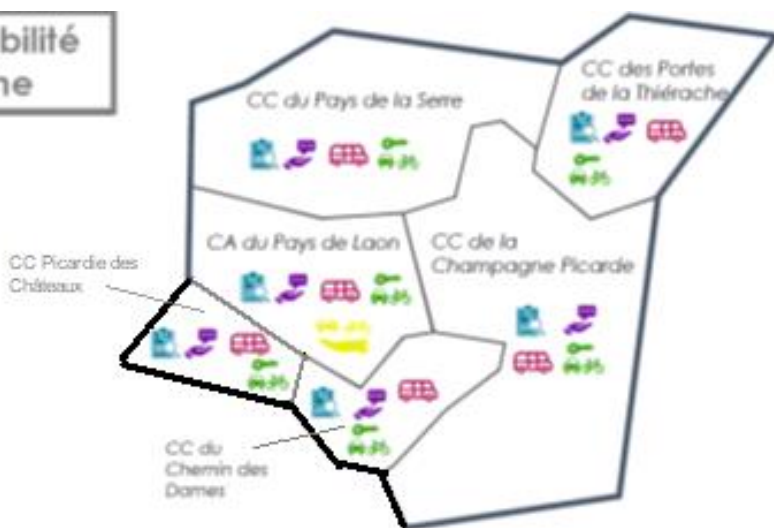 bilité
ne
CC du Pays de la Serre
CC des Portes
de la Thiérache
CA du Pays de Laon
CC de la
Champagne Picarde
CC Picardie des
Châteaux
CC du
Chemin des
Dames